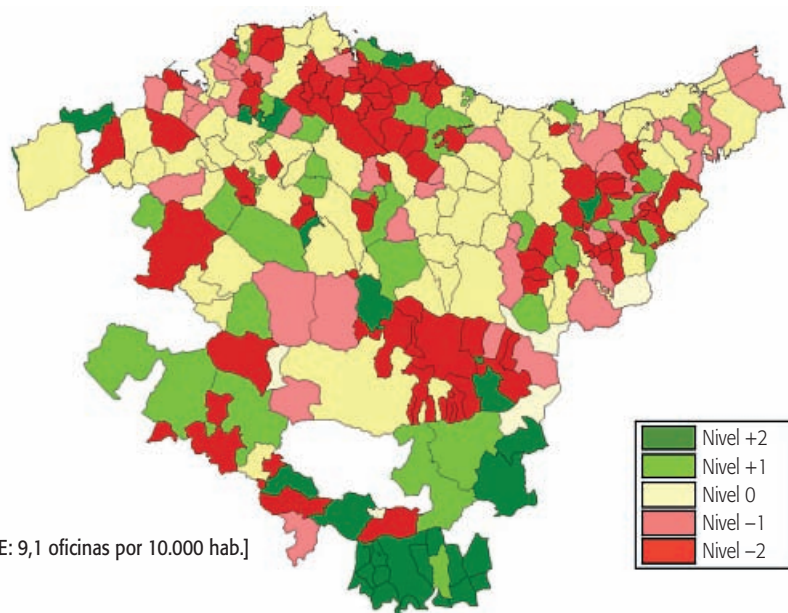 Nivel +2
Nivel +1
Nivel 0
Nivel –1
Nivel –2
E: 9,1 oficinas por 10.000 hab.]